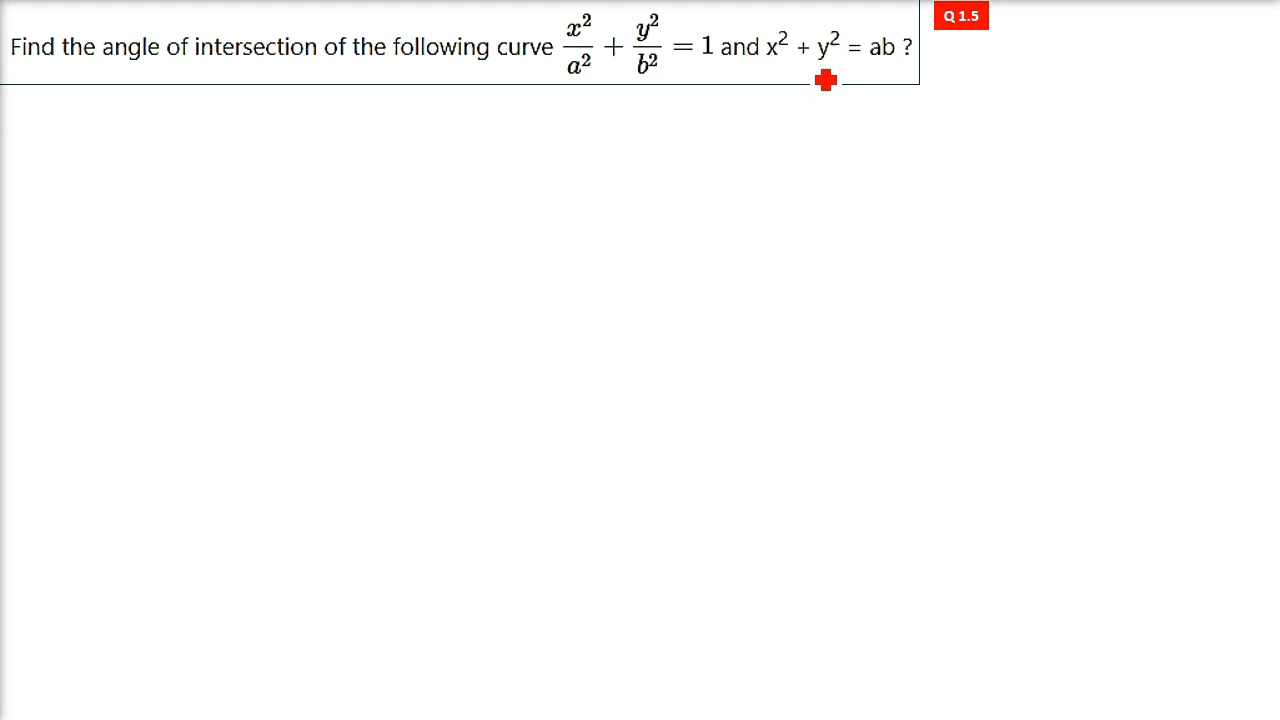 Find the angle of intersection of the following curve x²/a² + y²/b² = 1 and x² + y² = ab ?
Q 1.5